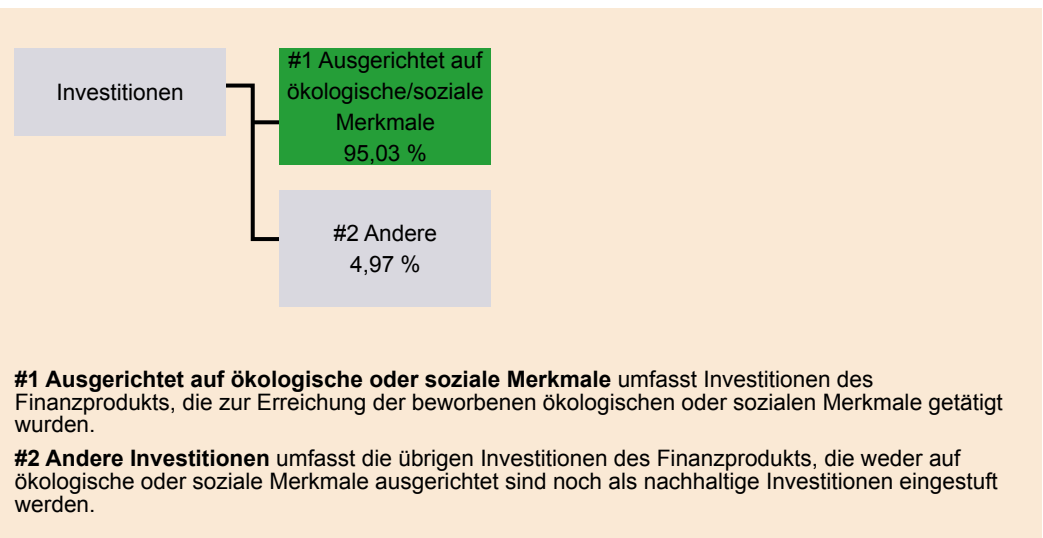 Investitionen
#1 Ausgerichtet auf
ökologische/soziale
Merkmale
95,03 %
#2 Andere
4,97 %
#1 Ausgerichtet auf ökologische oder soziale Merkmale umfasst Investitionen des
Finanzprodukts, die zur Erreichung der beworbenen ökologischen oder sozialen Merkmale getätigt
wurden.
#2 Andere Investitionen umfasst die übrigen Investitionen des Finanzprodukts, die weder auf
ökologische oder soziale Merkmale ausgerichtet sind noch als nachhaltige Investitionen eingestuft
werden.